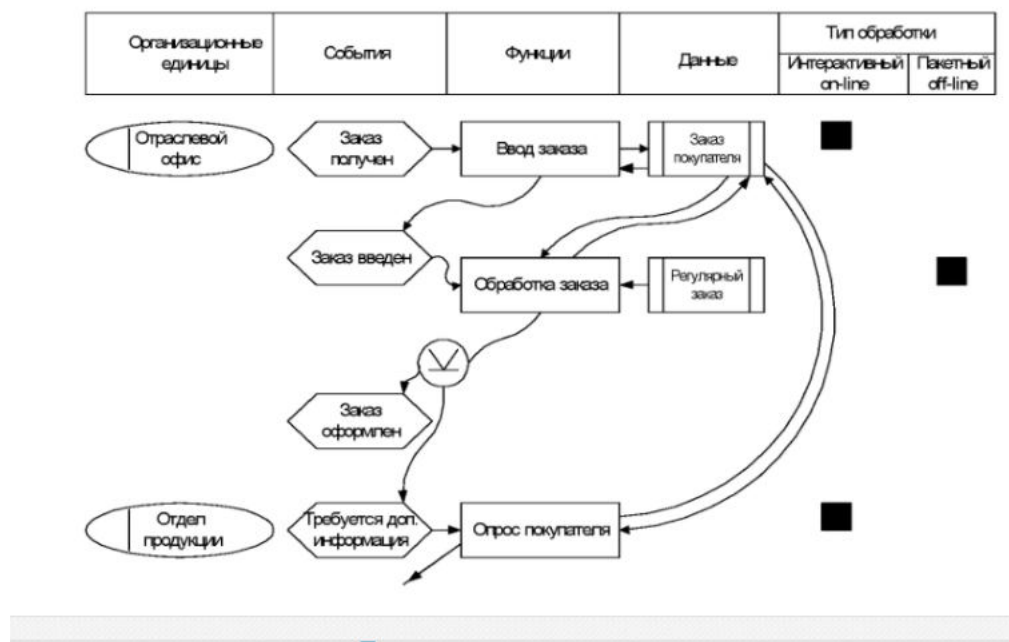 Организационные
единицы
События
Функции
Данные
Тип обработки
Интерактивный
on-line
Пакетный
off-line
Отраслевой
офис
Заказ
получен
Ввод заказа
Заказ
покупателя
Заказ введен
Обработка заказа
Регулярный
заказ
Заказ
оформлен
Отдел
продукции
Требуется доп.
информация
Опрос покупателя